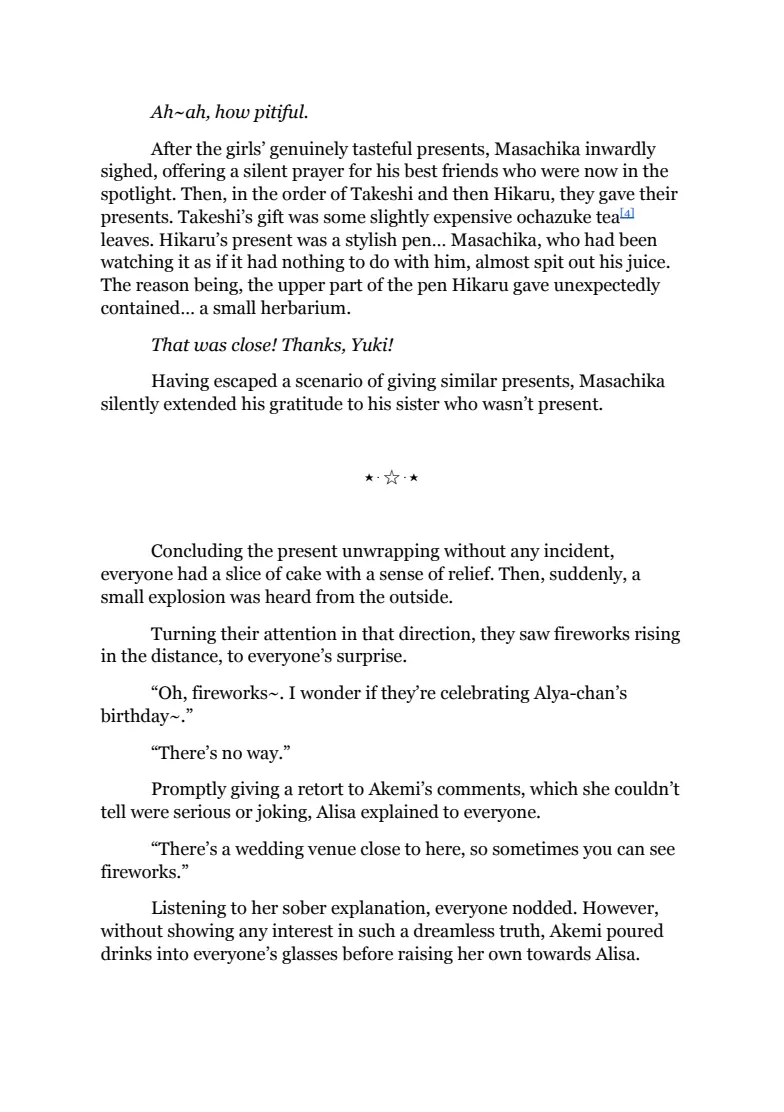 Ah~ah, how pitiful.
After the girls’ genuinely tasteful presents, Masachika inwardly
sighed, offering a silent prayer for his best friends who were now in the
spotlight. Then, in the order of Takeshi and then Hikaru, they gave their
presents. Takeshi’s gift was some slightly expensive ochazuke tea[4]
leaves. Hikaru’s present was a stylish pen… Masachika, who had been
watching it as if it had nothing to do with him, almost spit out his juice.
The reason being, the upper part of the pen Hikaru gave unexpectedly
contained… a small herbarium.
That was close! Thanks, Yuki!
Having escaped a scenario of giving similar presents, Masachika
silently extended his gratitude to his sister who wasn’t present.
★·☆·★
Concluding the present unwrapping without any incident,
everyone had a slice of cake with a sense of relief. Then, suddenly, a
small explosion was heard from the outside.
Turning their attention in that direction, they saw fireworks rising
in the distance, to everyone’s surprise.
“Oh, fireworks~. I wonder if they’re celebrating Alya-chan’s
birthday~.”
“There’s no way.”
Promptly giving a retort to Akemi’s comments, which she couldn’t
tell were serious or joking, Alisa explained to everyone.
“There’s a wedding venue close to here, so sometimes you can see
fireworks.”
Listening to her sober explanation, everyone nodded. However,
without showing any interest in such a dreamless truth, Akemi poured
drinks into everyone’s glasses before raising her own towards Alisa.